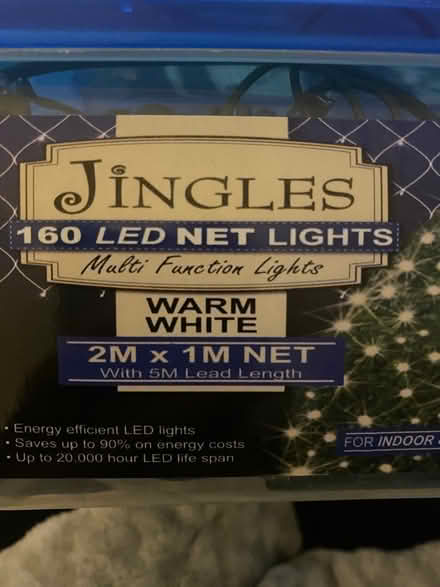 JINGLES
160 LED NET LIGHTS
Multi Function Lights
WARM
WHITE
2M x 1M NET
With 5M Lead Length
• Energy efficient LED lights
• Saves up to 90% on energy costs
• Up to 20,000 hour LED life span
FOR INDOOR